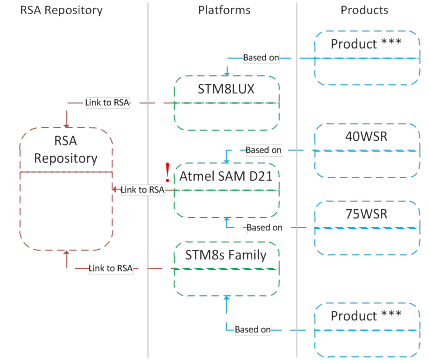 RSA Repository
Platforms
Products
Product ***
Based on
STM8LUX
Link to RSA
RSA
Repository
40WSR
Based on
!
Atmel SAM D21
Link to RSA
75WSR
Based on
STM8s Family
Link to RSA
Product ***
Based on